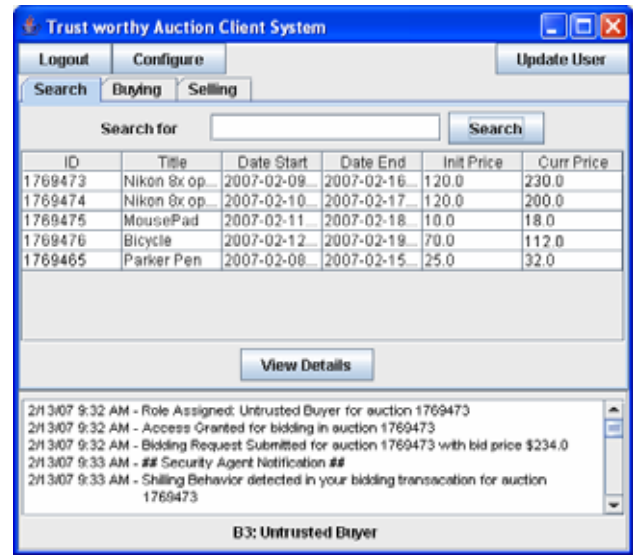 Trust worthy Auction Client System
Logout Configure Update User
Search Buying Selling
Search for Search
ID Title Date Start Date End Init Price Curr Price
1769473 Nikon 8x op... 2007-02-09... 2007-02-16... 120.0 230.0
1769474 Nikon 8x op... 2007-02-10... 2007-02-17... 120.0 200.0
1769475 MousePad 2007-02-11... 2007-02-18... 10.0 18.0
1769476 Bicycle 2007-02-12... 2007-02-19... 70.0 112.0
1769465 Parker Pen 2007-02-08... 2007-02-15... 25.0 32.0
View Details
2/13/07 9:32 AM - Role Assigned: Untrusted Buyer for auction 1769473
2/13/07 9:32 AM - Access Granted for bidding in auction 1769473
2/13/07 9:32 AM - Bidding Request Submitted for auction 1769473 with bid price $234.0
2/13/07 9:33 AM - ## Security Agent Notification ##
2/13/07 9:33 AM - Shilling Behavior detected in your bidding transacation for auction
1769473
B3: Untrusted Buyer